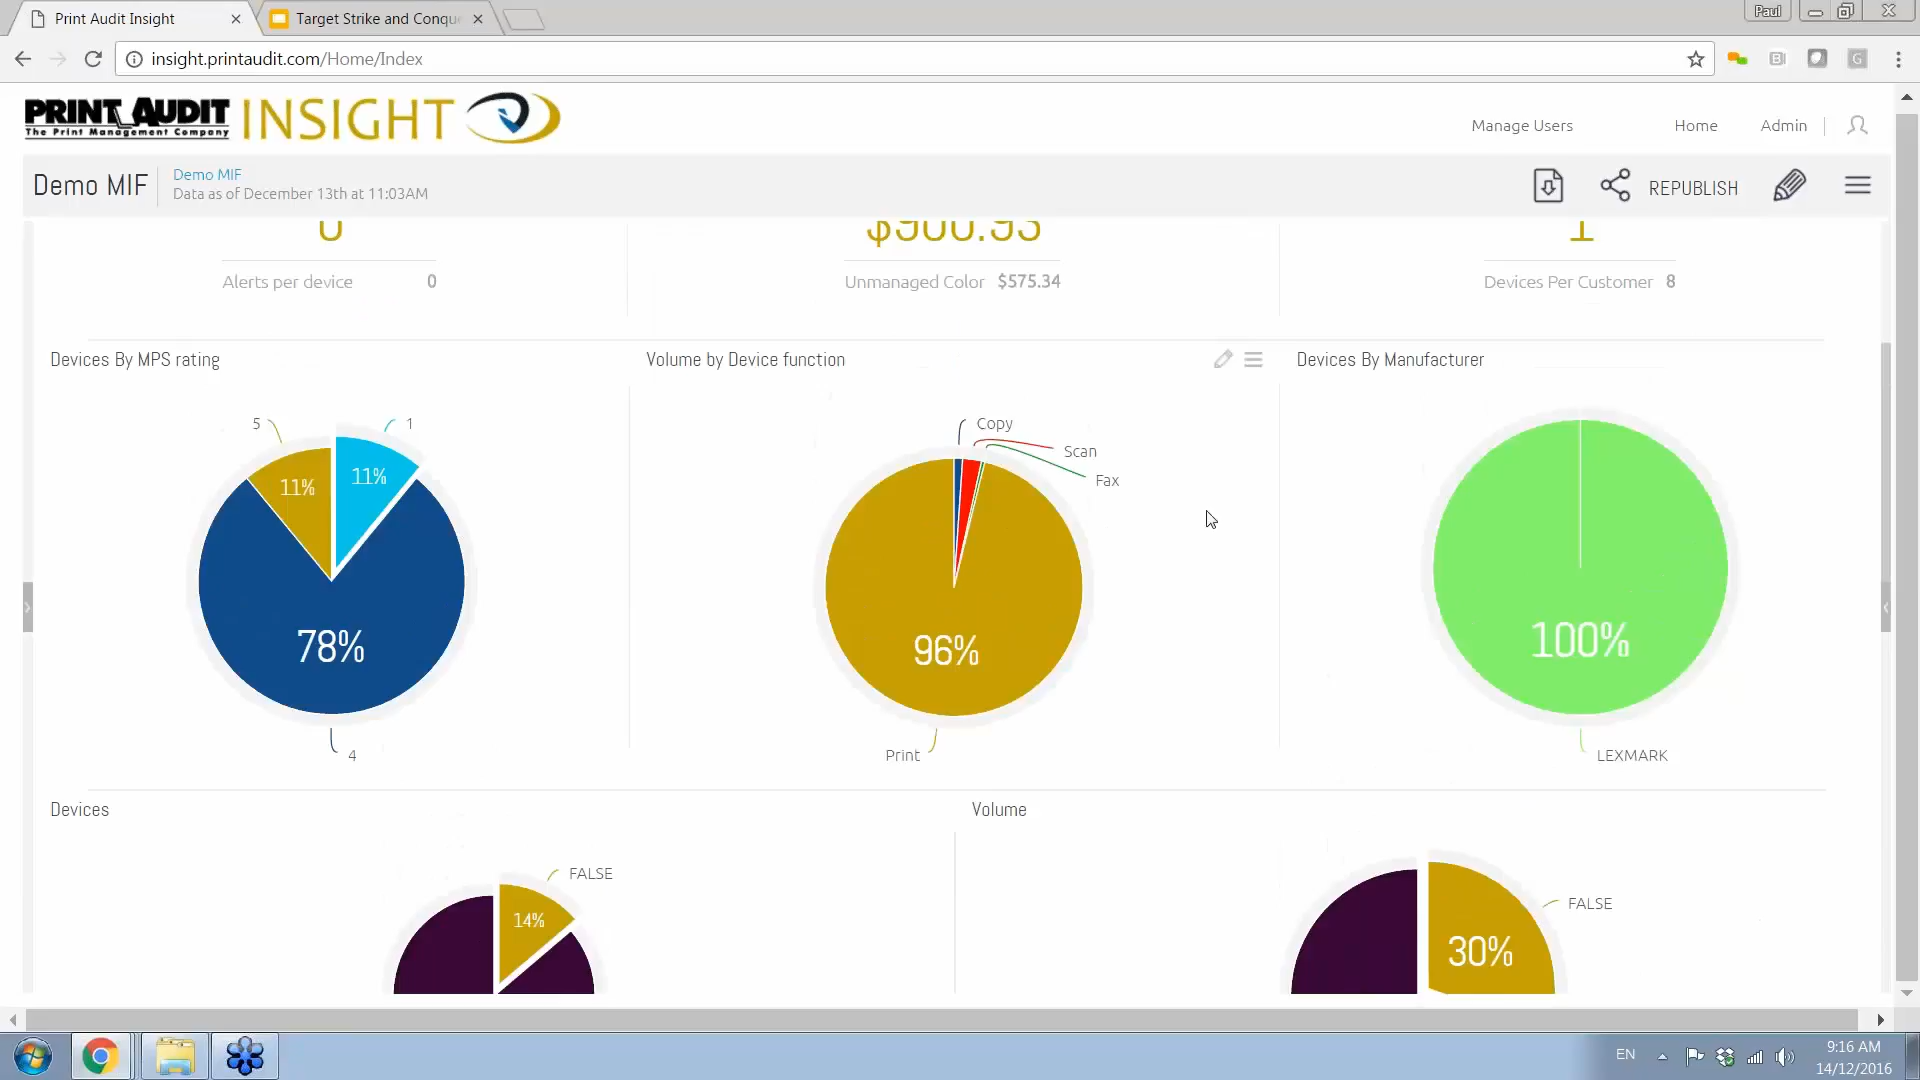 Print Audit Insight
Target Strike and Conqu
Paul
insight.printaudit.com/Home/Index
PRINT AUDIT INSIGHT
The Print Management Company
Manage Users Home Admin
Demo MIF
Demo MIF
Data as of December 13th at 11:03AM
REPUBLISH
0 $900.93 1
Alerts per device 0
Unmanaged Color $575.34
Devices Per Customer 8
Devices By MPS rating
5
1
11%
11%
78%
4
Volume by Device function
Copy
Scan
Fax
96%
Print
Devices By Manufacturer
100%
LEXMARK
Devices
FALSE
14%
Volume
FALSE
30%
EN
9:16 AM
14/12/2016